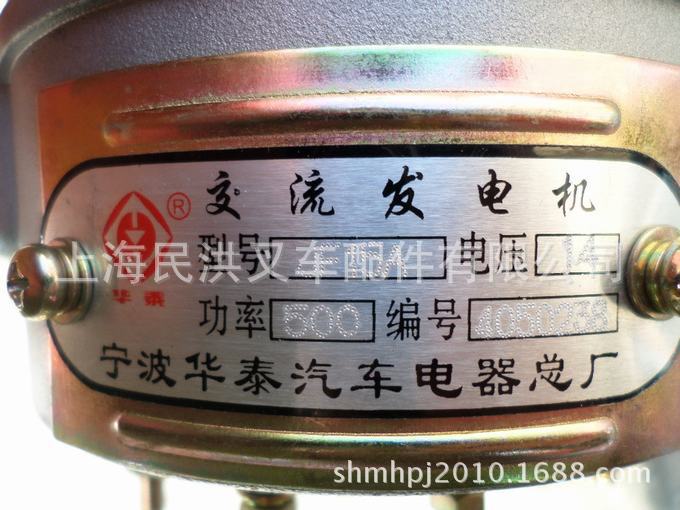 交流发电机
®
华泰
型号 电压 14
上海民洪叉车配件有限公司
功率 500 编号 4050238
宁波华泰汽车电器总厂
shmhpj2010.1688.com